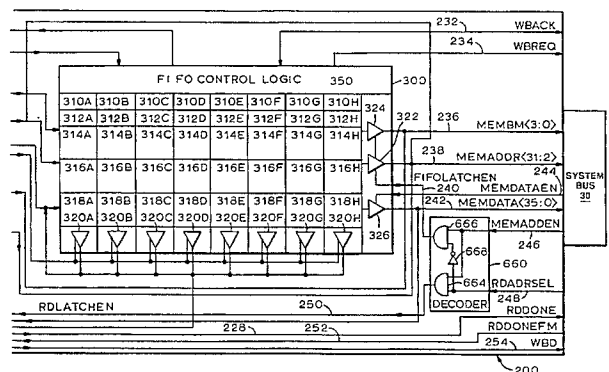 232 WBACK
234 WBREQ
FIFO CONTROL LOGIC 350 300
310A 310B 310C 310D 310E 310F 310G 310H 324
312A 312B 312C 312D 312E 312F 312G 312H 322
314A 314B 314C 314D 314E 314F 314G 314H 236 MEMBM<3:0>
316A 316B 316C 316D 316E 316F 316G 316H 238 MEMADDR<31:2>
FIFOLATCHEN 244
240 MEMDATAEN
318A 318B 318C 318D 318E 318F 318G 318H 242 MEMDATA<35:0>
320A 320B 320C 320D 320E 320F 320G 320H 326
SYSTEM
BUS 30
666 MEMADDEN
668 246
660
664 RDADRSEL
DECODER 248
RDLATCHEN 250 RDDONE
228 252 RDDONEFM
254 WBD
200